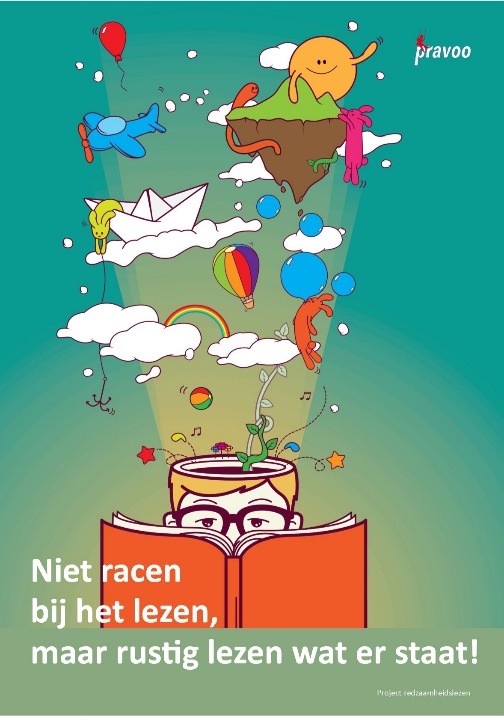 pravoo
Niet racen
bij het lezen,
maar rustig lezen wat er staat!
Project redzaamheidslezen